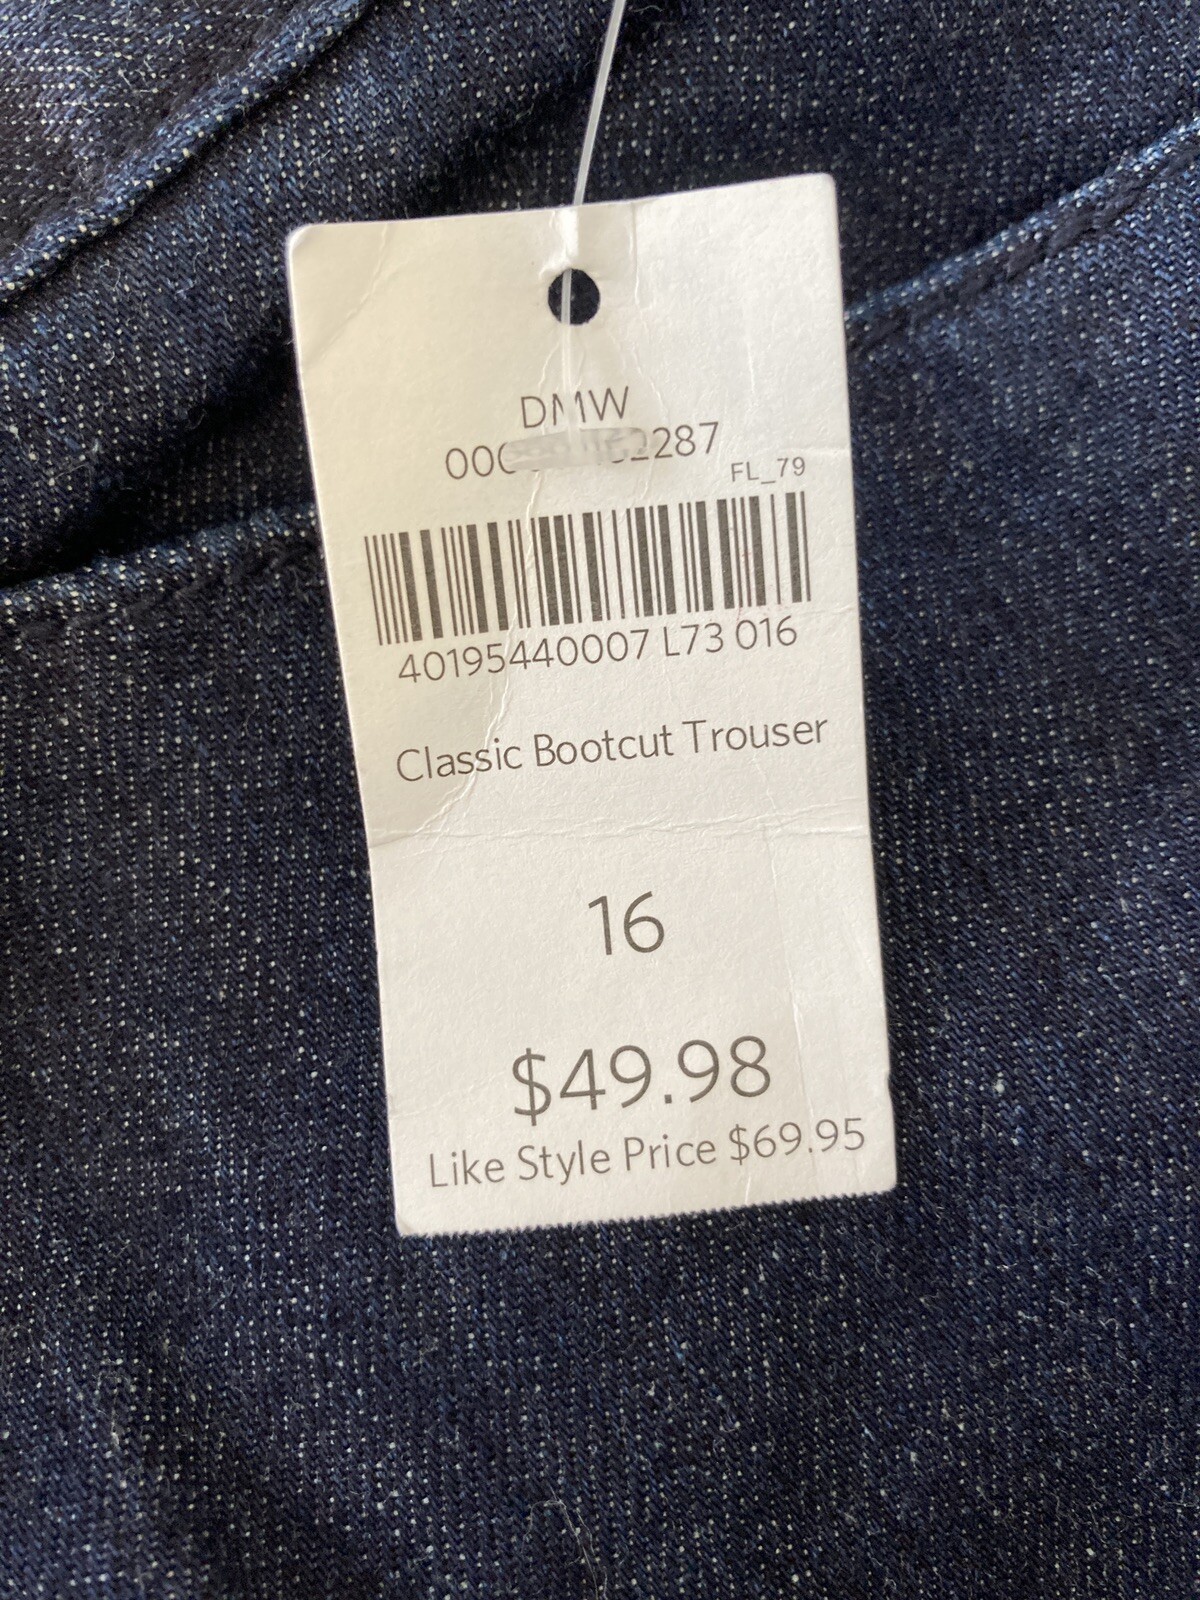 DMW
FL_79
40195440007 L73 016
Classic Bootcut Trouser
16
$49.98
Like Style Price $69.95